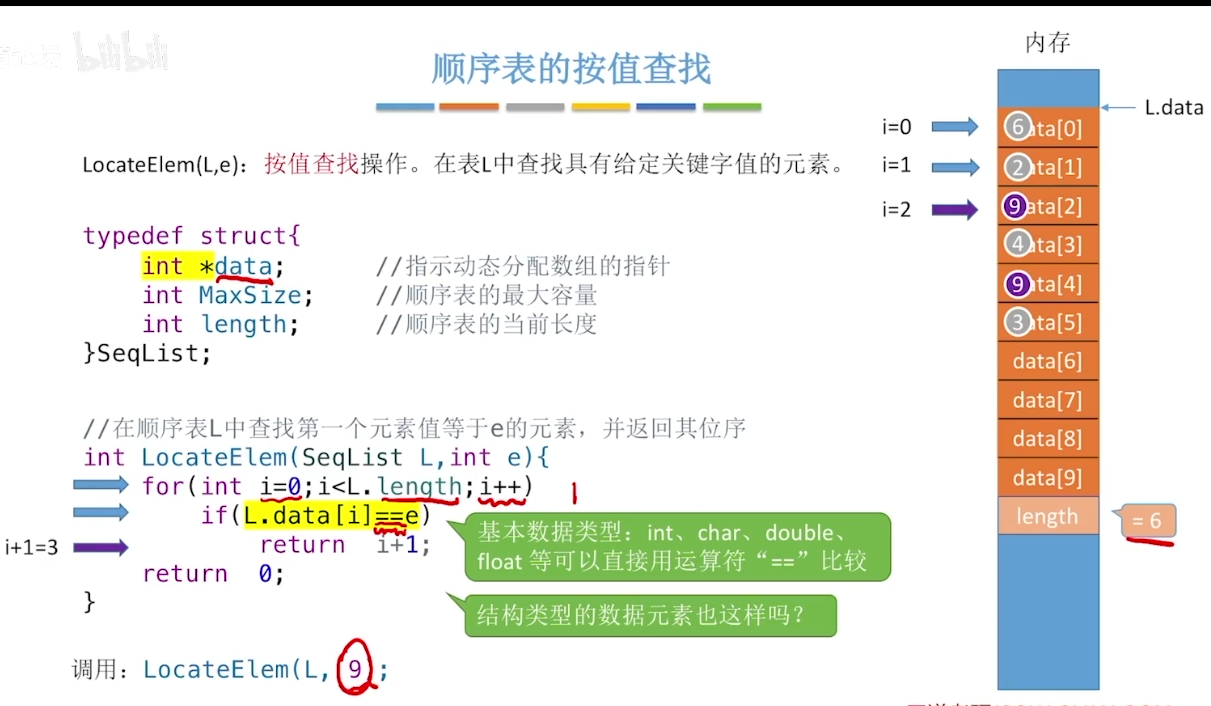 bilibili
顺序表的按值查找
LocateElem(L,e)：按值查找操作。在表L中查找具有给定关键字值的元素。
typedef struct{
int *data; //指示动态分配数组的指针
int MaxSize; //顺序表的最大容量
int length; //顺序表的当前长度
}SeqList;
//在顺序表L中查找第一个元素值等于e的元素，并返回其位序
int LocateElem(SeqList L,int e){
for(int i=0;i<L.length;i++)
if(L.data[i]==e)
i+1=3
return i+1;
return 0;
}
基本数据类型：int、char、double、
float 等可以直接用运算符“==”比较
结构类型的数据元素也这样吗？
调用：LocateElem(L, 9);
内存
L.data
i=0 6 ata[0]
i=1 2 ata[1]
i=2 9 ata[2]
4 ata[3]
9 ata[4]
3 ata[5]
data[6]
data[7]
data[8]
data[9]
length = 6